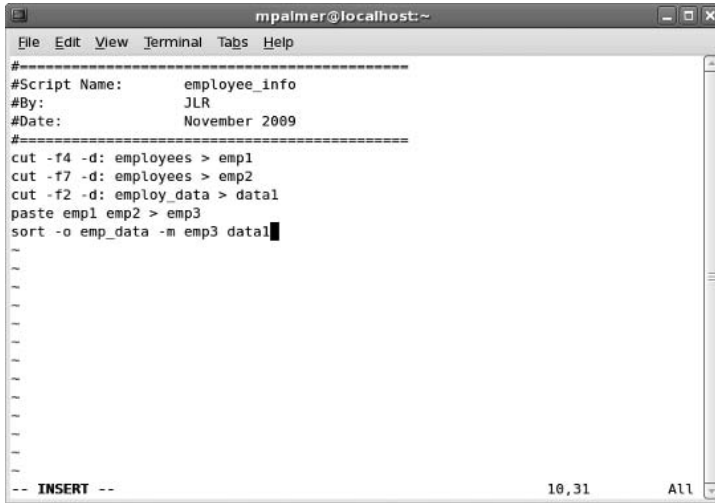 mpalmer@localhost:~
File Edit View Terminal Tabs Help
#==============================================
#Script Name: employee_info
#By: JLR
#Date: November 2009
#==============================================
cut -f4 -d: employees > emp1
cut -f7 -d: employees > emp2
cut -f2 -d: employ_data > data1
paste emp1 emp2 > emp3
sort -o emp_data -m emp3 data1
~
~
~
~
~
~
~
~
~
~
~
~
~
-- INSERT -- 10,31 All